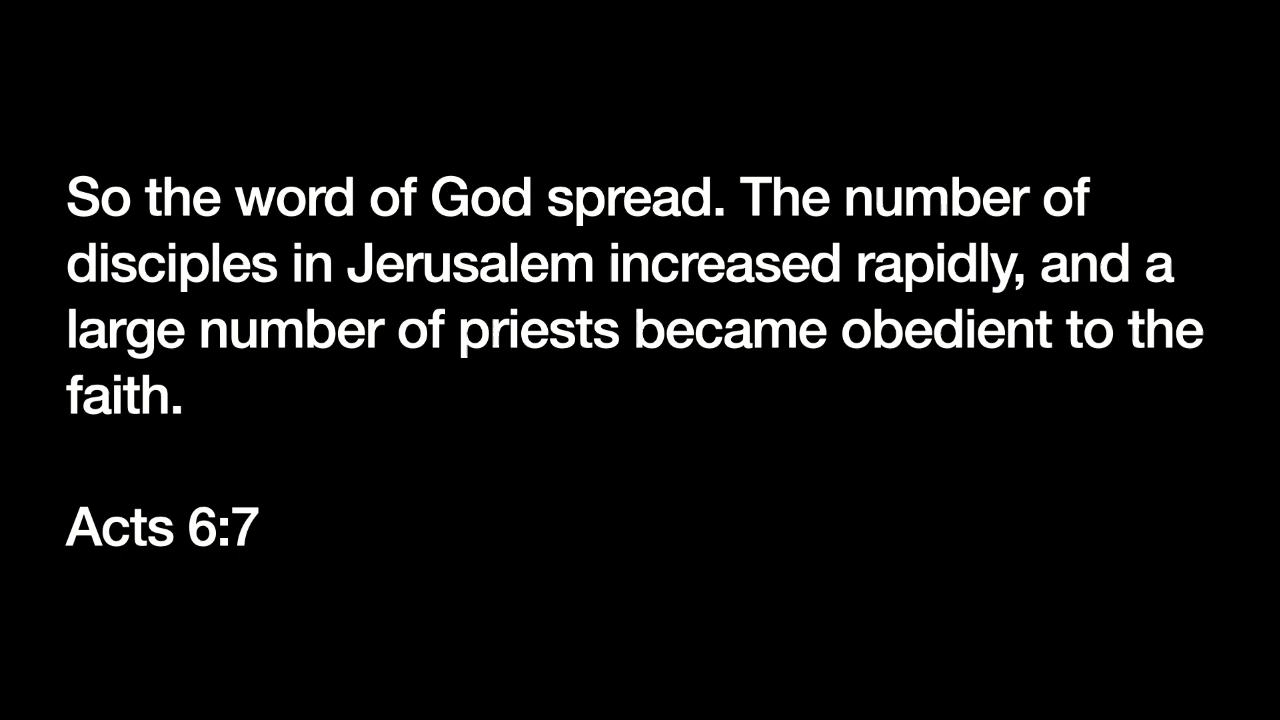 So the word of God spread. The number of
disciples in Jerusalem increased rapidly, and a
large number of priests became obedient to the
faith.
Acts 6:7